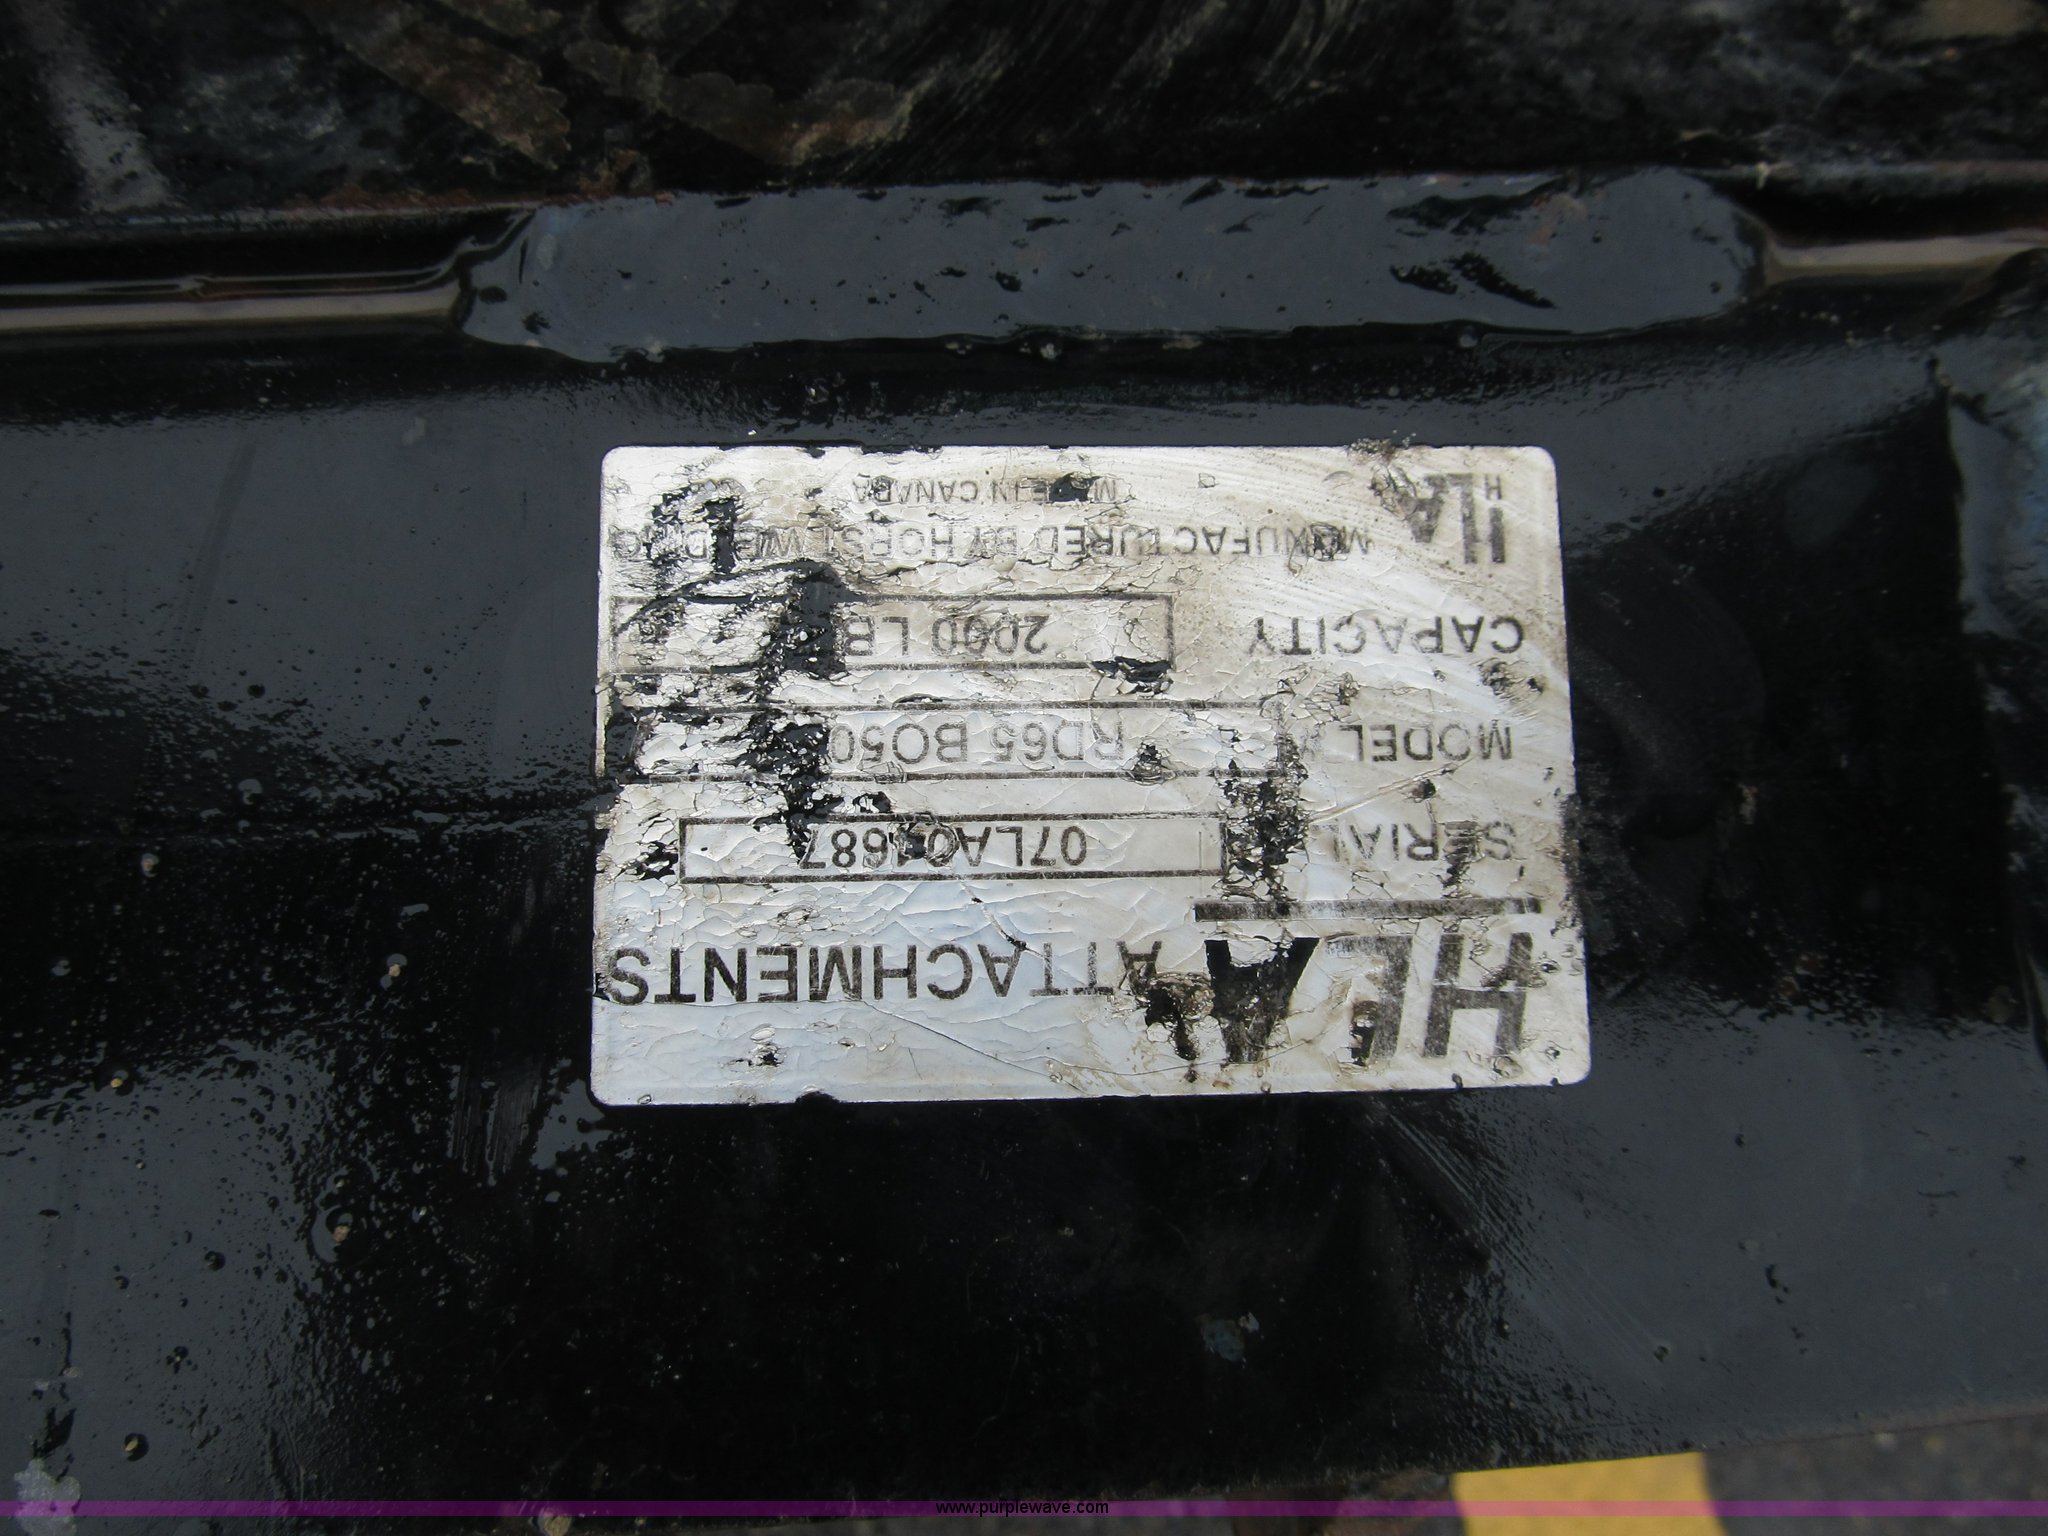 HLA ATTACHMENTS
SERIAL 07LA01687
MODEL RD65 BO50
CAPACITY 2000 LB
HLA MANUFACTURED BY HORST WELDING
MADE IN CANADA
www.purplewave.com